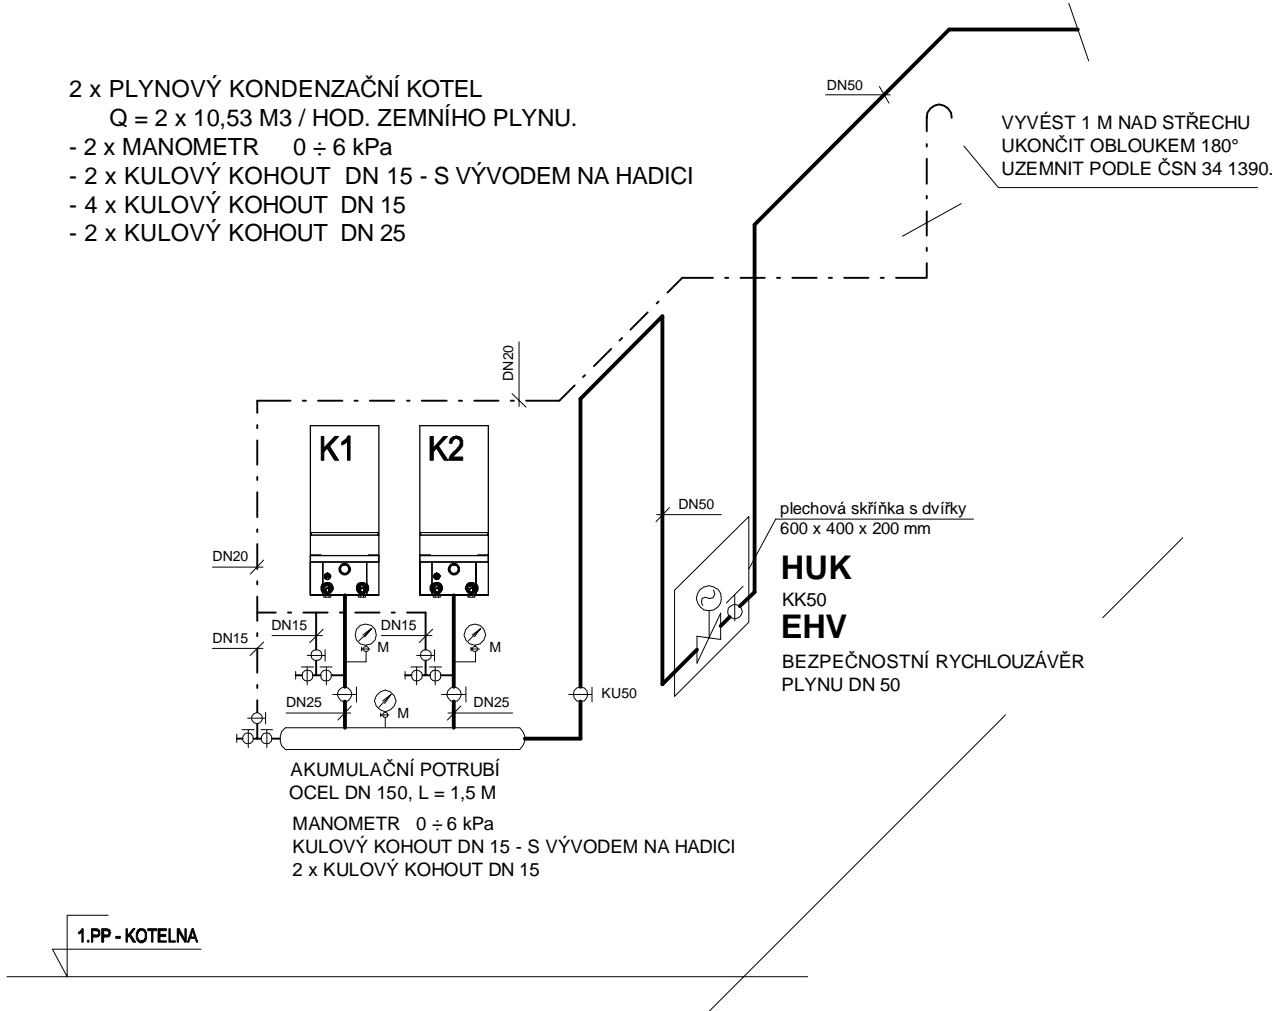 2 x PLYNOVÝ KONDENZAČNÍ KOTEL
Q = 2 x 10,53 M3 / HOD. ZEMNÍHO PLYNU.
- 2 x MANOMETR 0 ÷ 6 kPa
- 2 x KULOVÝ KOHOUT DN 15 - S VÝVODEM NA HADICI
- 4 x KULOVÝ KOHOUT DN 15
- 2 x KULOVÝ KOHOUT DN 25
DN50
VYVÉST 1 M NAD STŘECHU
UKONČIT OBLOUKEM 180°
UZEMNIT PODLE ČSN 34 1390.
DN20
K1
K2
DN50
plechová skříňka s dvířky
600 x 400 x 200 mm
DN20
HUK
KK50
EHV
BEZPEČNOSTNÍ RYCHLOUZÁVĚR
PLYNU DN 50
DN15
DN15
M
DN15
M
DN25
M
DN25
KU50
AKUMULAČNÍ POTRUBÍ
OCEL DN 150, L = 1,5 M
MANOMETR 0 ÷ 6 kPa
KULOVÝ KOHOUT DN 15 - S VÝVODEM NA HADICI
2 x KULOVÝ KOHOUT DN 15
1.PP - KOTELNA